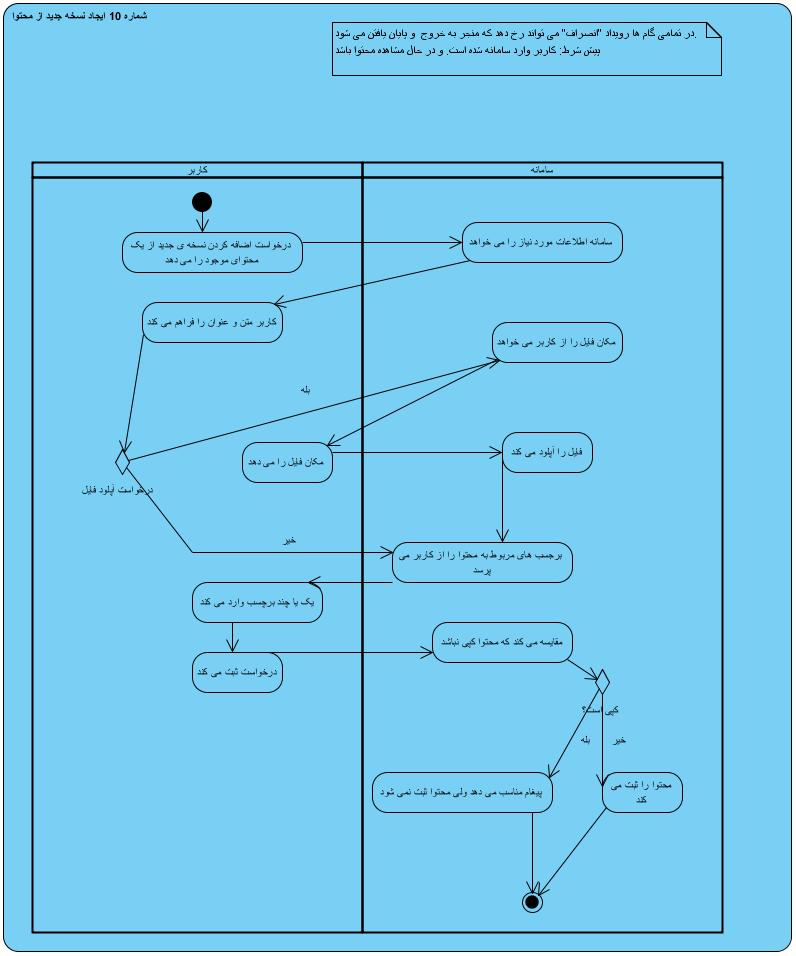 شماره 10 ایجاد نسخه جدید از محتوا
در تمامی گام ها رویداد "انصراف" می تواند رخ دهد که منجر به خروج و پایان یافتن می شود.
پیش شرط: کاربر وارد سامانه شده است. و در حال مشاهده محتوا باشد
کاربر
سامانه
درخواست اضافه کردن نسخه ی جدید از یک
محتوای موجود را می دهد
سامانه اطلاعات مورد نیاز را می خواهد
کاربر متن و عنوان را فراهم می کند
مکان فایل را از کاربر می خواهد
بله
فایل را آپلود می کند
مکان فایل را می دهد
درخواست آپلود فایل
خیر
برچسب های مربوط به محتوا را از کاربر می
پرسد
یک یا چند برچسب وارد می کند
مقایسه می کند که محتوا کپی نباشد
درخواست ثبت می کند
کپی است؟
بله
خیر
پیغام مناسب می دهد ولی محتوا ثبت نمی شود
محتوا را ثبت می
کند